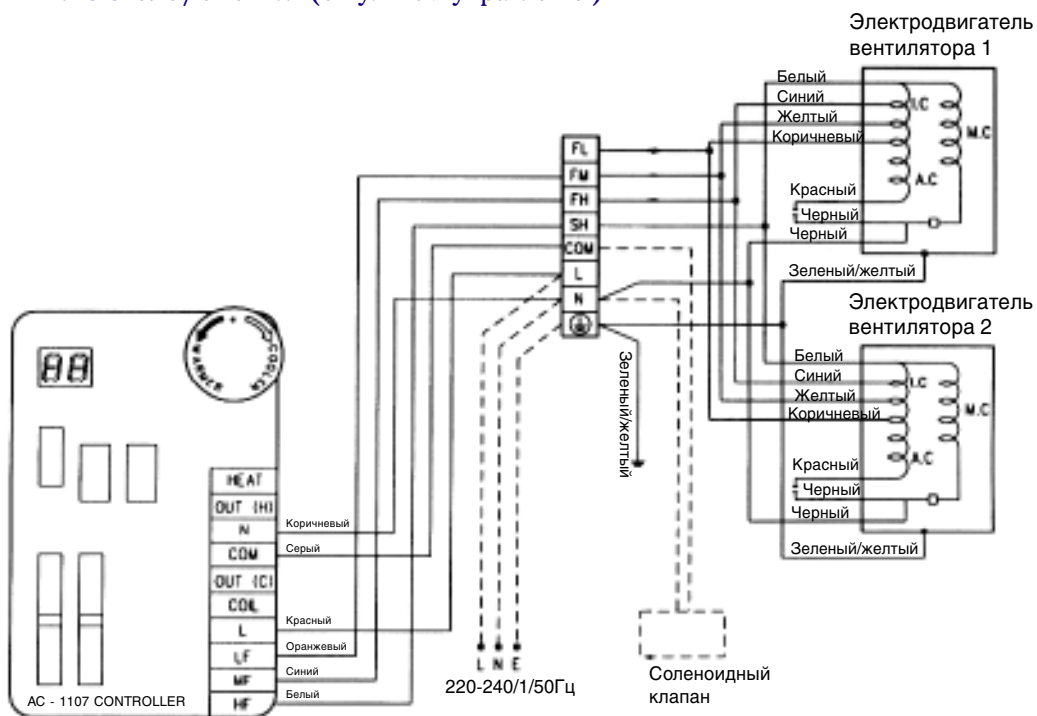 Электродвигатель
вентилятора 1
Белый
Синий
Желтый
Коричневый
I.C
M.C
A.C
Красный
Черный
Черный
Зеленый/желтый
FL
FM
FH
SH
COM
L
N
Зеленый/желтый
Электродвигатель
вентилятора 2
Белый
Синий
Желтый
Коричневый
I.C
M.C
A.C
Красный
Черный
Черный
Зеленый/желтый
88
WARMER
+
COOLER
HEAT
OUT (H)
N
COM
OUT (C)
COIL
L
LF
MF
HF
Коричневый
Серый
Красный
Оранжевый
Синий
Белый
AC - 1107 CONTROLLER
L N E
220-240/1/50Гц
Соленоидный
клапан